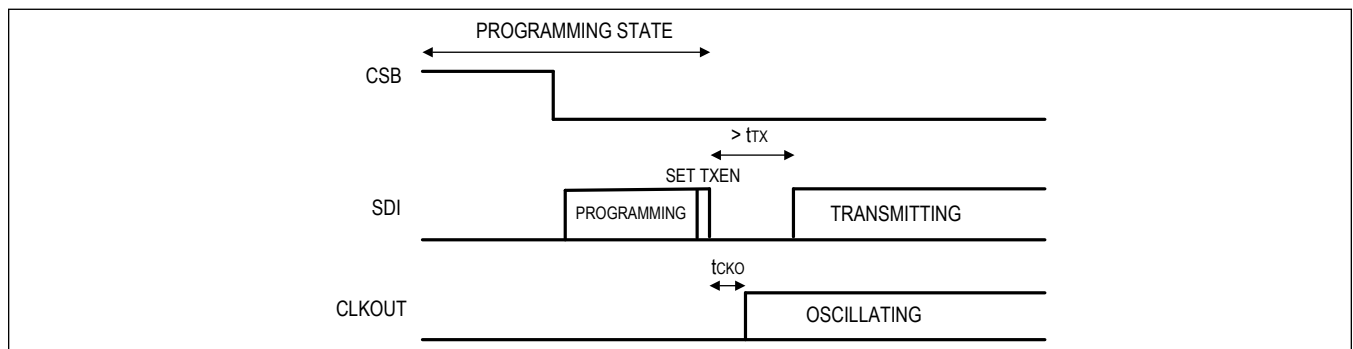 PROGRAMMING STATE
CSB
> tTX
SET TXEN
SDI
PROGRAMMING
TRANSMITTING
tCKO
CLKOUT
OSCILLATING